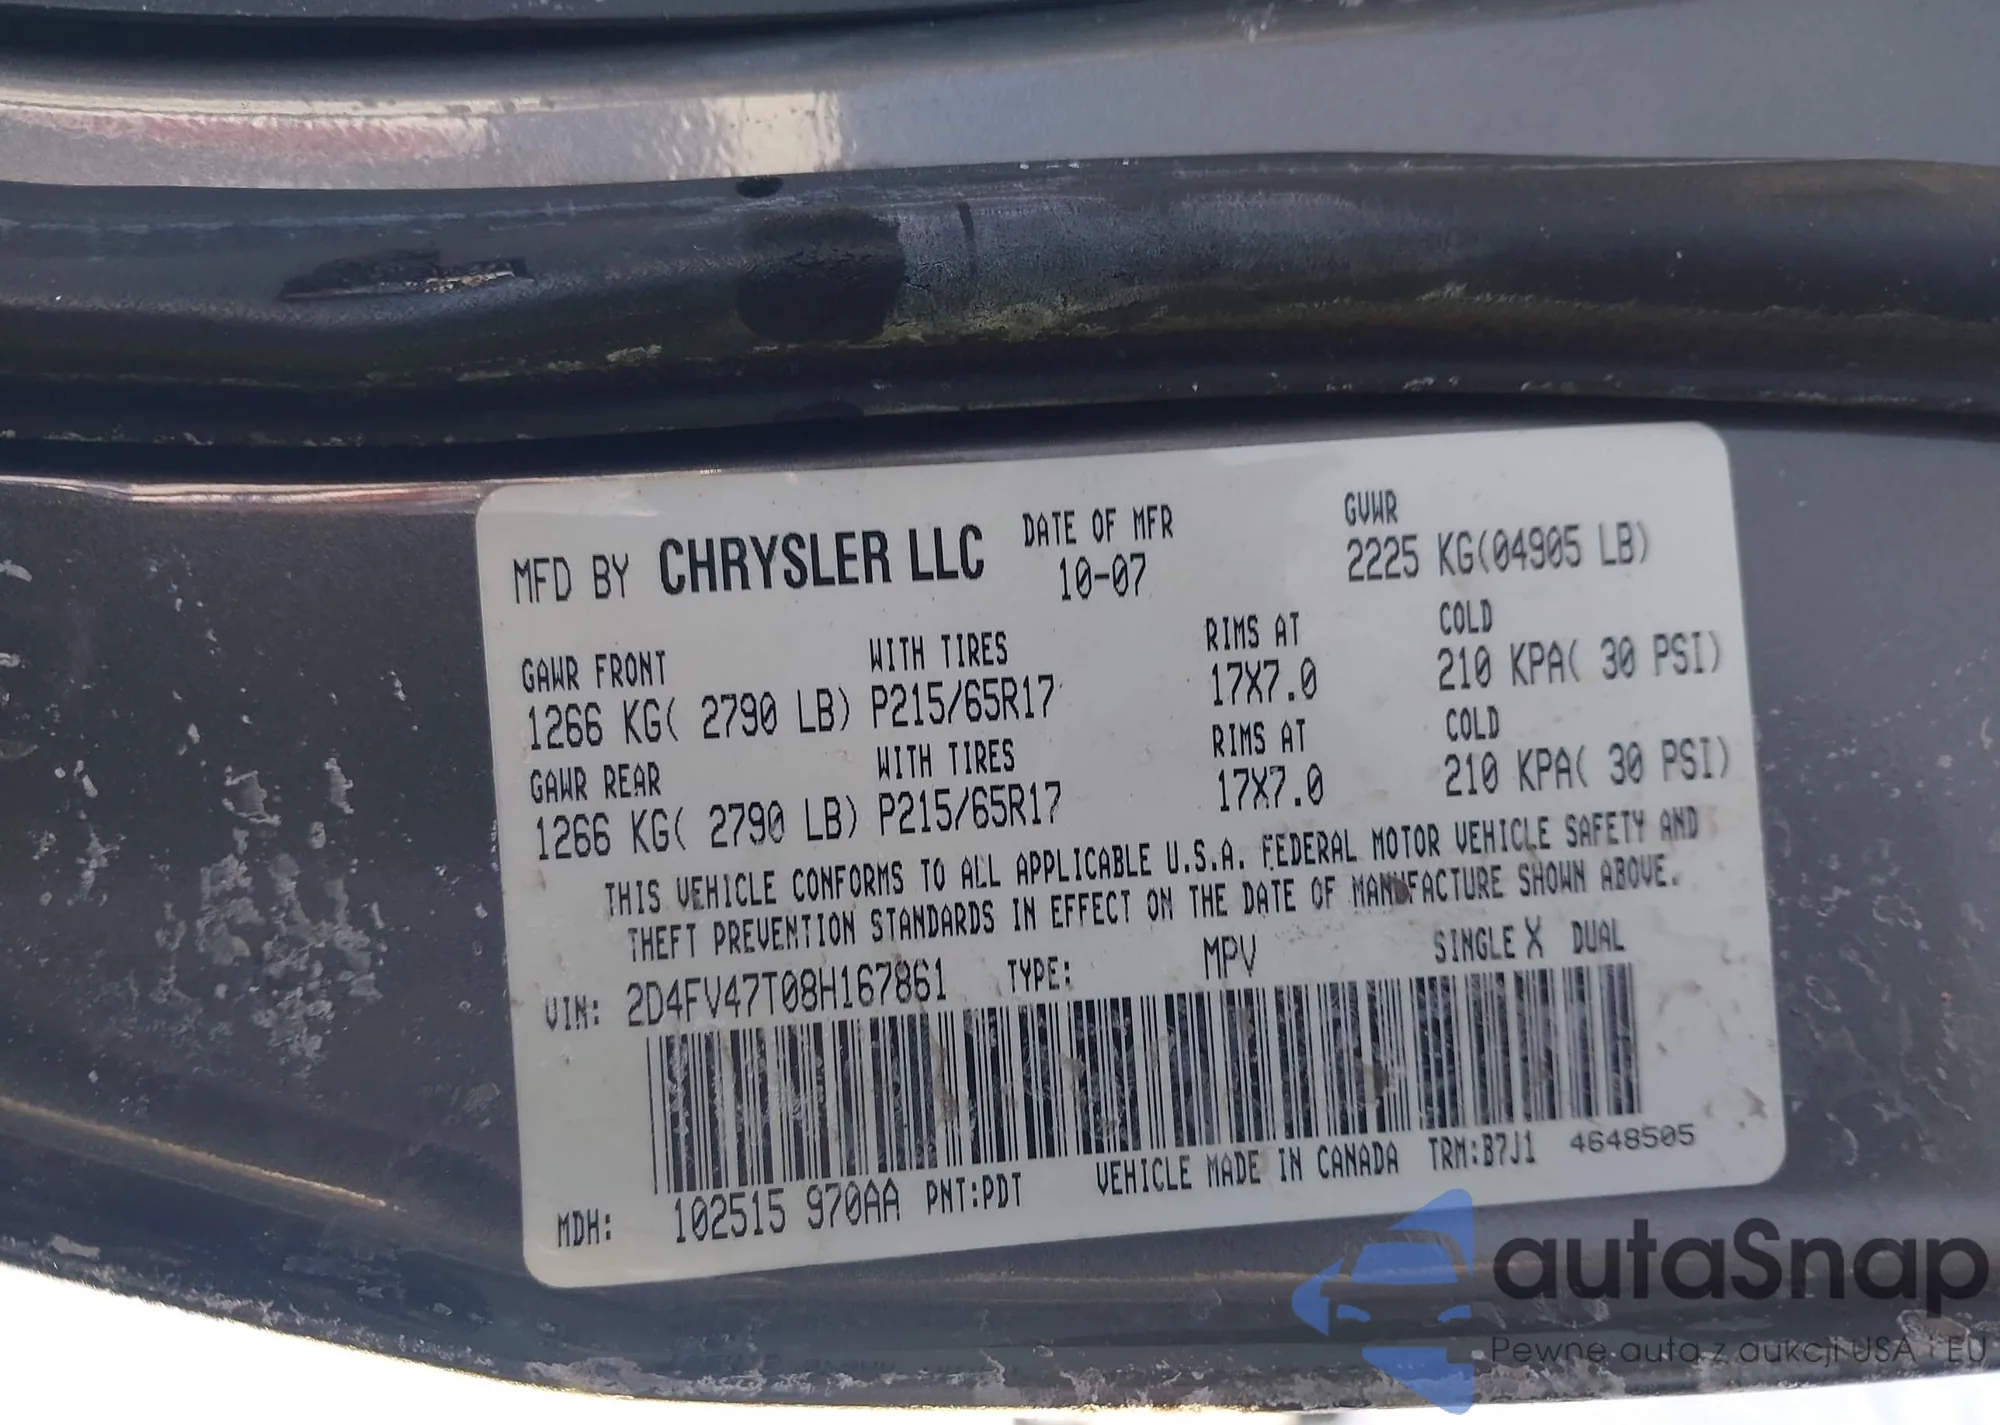 MFD BY CHRYSLER LLC DATE OF MFR GVWR
10-07 2225 KG(04905 LB)
GAWR FRONT WITH TIRES RIMS AT COLD
1266 KG( 2790 LB) P215/65R17 17X7.0 210 KPA( 30 PSI)
GAWR REAR WITH TIRES RIMS AT COLD
1266 KG( 2790 LB) P215/65R17 17X7.0 210 KPA( 30 PSI)
THIS VEHICLE CONFORMS TO ALL APPLICABLE U.S.A. FEDERAL MOTOR VEHICLE SAFETY AND
THEFT PREVENTION STANDARDS IN EFFECT ON THE DATE OF MANUFACTURE SHOWN ABOVE.
VIN: 2D4FV47T08H167861 TYPE: MPV SINGLE X DUAL
MDH: 102515 970AA PNT:PDT VEHICLE MADE IN CANADA TRM:B7J1 4648505
autaSnap
Pewne auta z aukcji USA i EU